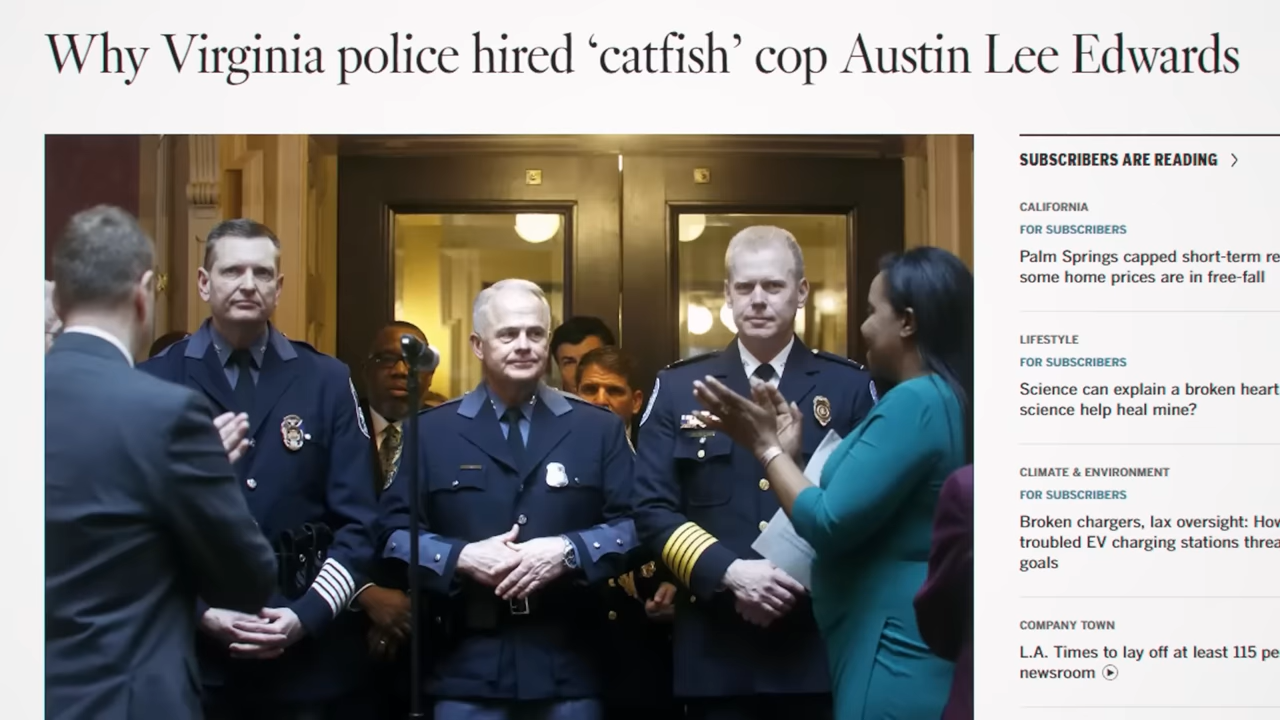 Why Virginia police hired ‘catfish’ cop Austin Lee Edwards
SUBSCRIBERS ARE READING
CALIFORNIA
FOR SUBSCRIBERS
Palm Springs capped short-term re
some home prices are in free-fall
LIFESTYLE
FOR SUBSCRIBERS
Science can explain a broken heart
science help heal mine?
CLIMATE & ENVIRONMENT
FOR SUBSCRIBERS
Broken chargers, lax oversight: How
troubled EV charging stations threa
goals
COMPANY TOWN
L.A. Times to lay off at least 115 pe
newsroom